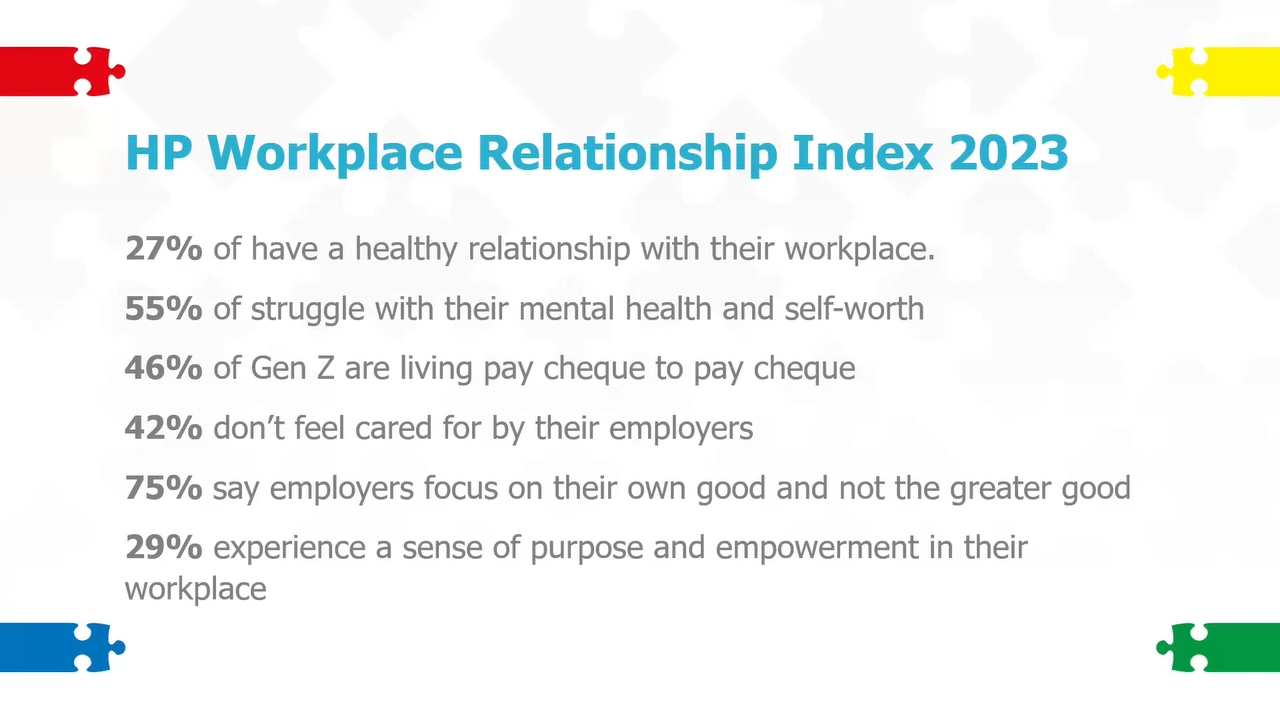 HP Workplace Relationship Index 2023
27% of have a healthy relationship with their workplace.
55% of struggle with their mental health and self-worth
46% of Gen Z are living pay cheque to pay cheque
42% don’t feel cared for by their employers
75% say employers focus on their own good and not the greater good
29% experience a sense of purpose and empowerment in their
workplace